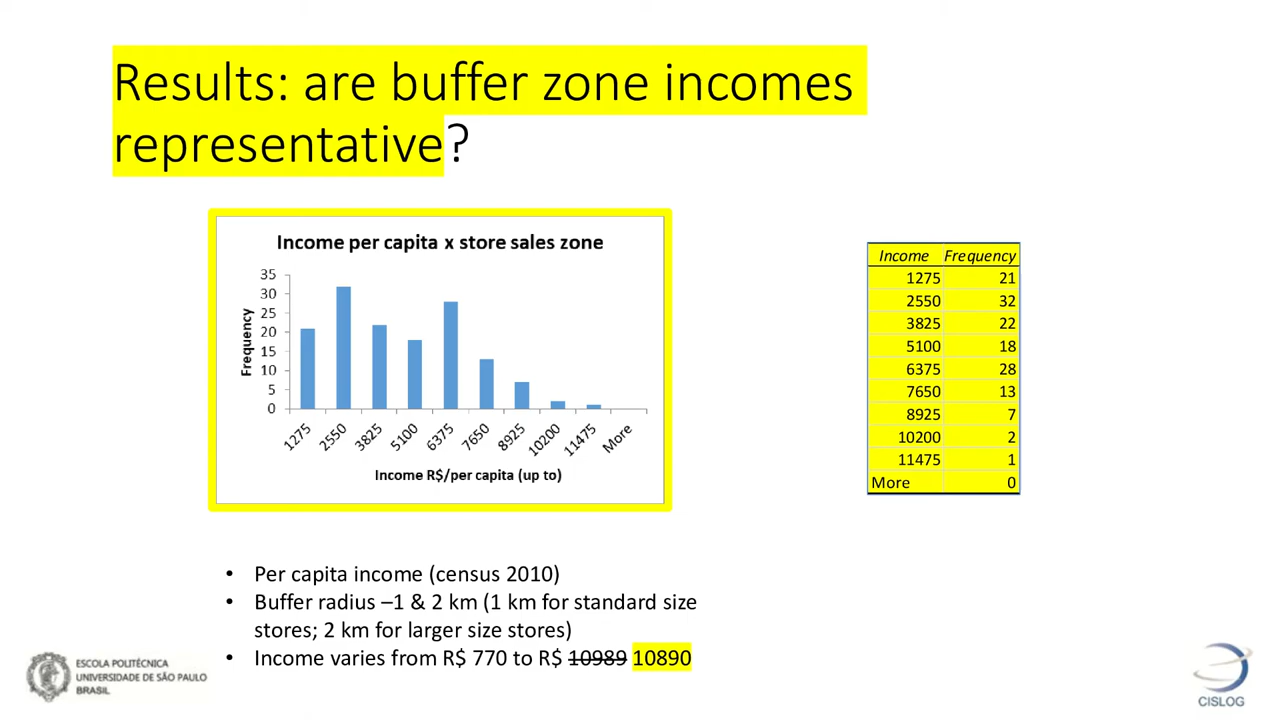 Results: are buffer zone incomes
representative?
Income per capita x store sales zone
35
30
25
20
15
10
5
0
Frequency
1275
2550
3825
5100
6375
7650
8925
10200
11475
More
Income R$/per capita (up to)
Income Frequency
1275 21
2550 32
3825 22
5100 18
6375 28
7650 13
8925 7
10200 2
11475 1
More 0
• Per capita income (census 2010)
• Buffer radius –1 & 2 km (1 km for standard size
stores; 2 km for larger size stores)
• Income varies from R$ 770 to R$ 10989 10890
ESCOLA POLITÉCNICA
UNIVERSIDADE DE SÃO PAULO
BRASIL
CISLOG